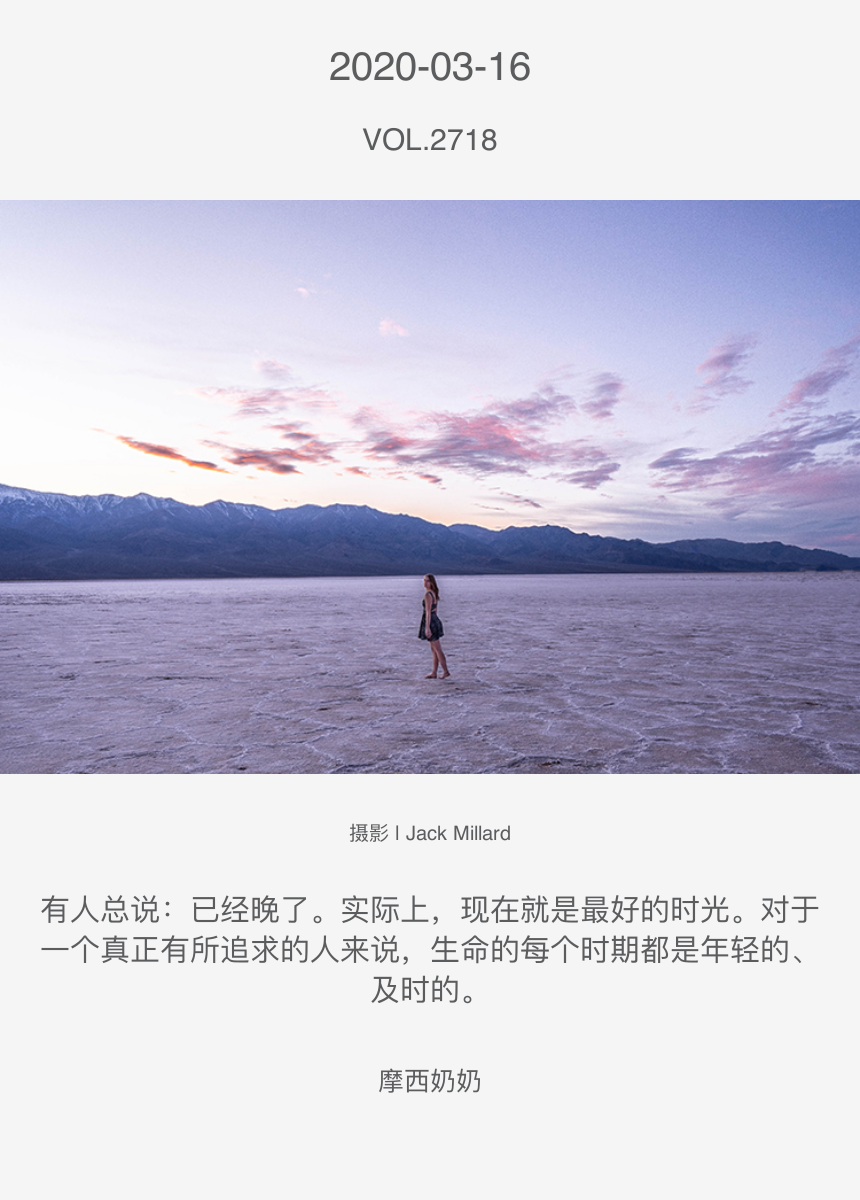 2020-03-16
VOL.2718
摄影 l Jack Millard
有人总说：已经晚了。实际上，现在就是最好的时光。对于
一个真正有所追求的人来说，生命的每个时期都是年轻的、
及时的。
摩西奶奶